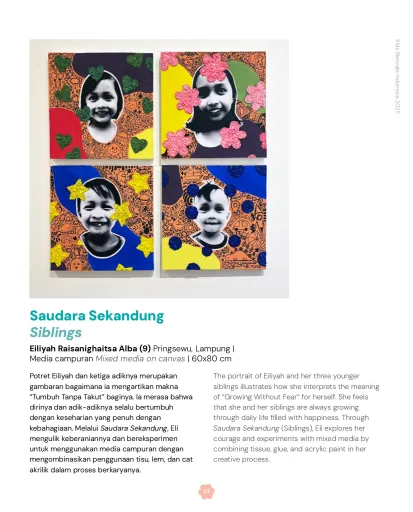 Kids Biennale Indonesia 2025
Saudara Sekandung
Siblings
Eiliyah Raisanighaitsa Alba (9) Pringsewu, Lampung |
Media campuran Mixed media on canvas | 60x80 cm
Potret Eiliyah dan ketiga adiknya merupakan
gambaran bagaimana ia mengartikan makna
“Tumbuh Tanpa Takut” baginya. Ia merasa bahwa
dirinya dan adik-adiknya selalu bertumbuh
dengan keseharian yang penuh dengan
kebahagiaan. Melalui Saudara Sekandung, Eli
mengulik keberaniannya dan bereksperimen
untuk menggunakan media campuran dengan
mengombinasikan penggunaan tisu, lem, dan cat
akrilik dalam proses berkaryanya.
The portrait of Eiliyah and her three younger
siblings illustrates how she interprets the meaning
of “Growing Without Fear” for herself. She feels
that she and her siblings are always growing
through daily life filled with happiness. Through
Saudara Sekandung (Siblings), Eli explores her
courage and experiments with mixed media by
combining tissue, glue, and acrylic paint in her
creative process.